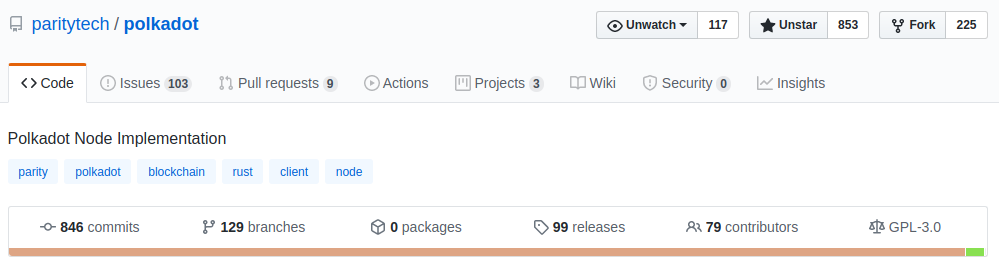 paritytech / polkadot Unwatch 117 Unstar 853 Fork 225
Code Issues 103 Pull requests 9 Actions Projects 3 Wiki Security 0 Insights
Polkadot Node Implementation
parity polkadot blockchain rust client node
846 commits 129 branches 0 packages 99 releases 79 contributors GPL-3.0